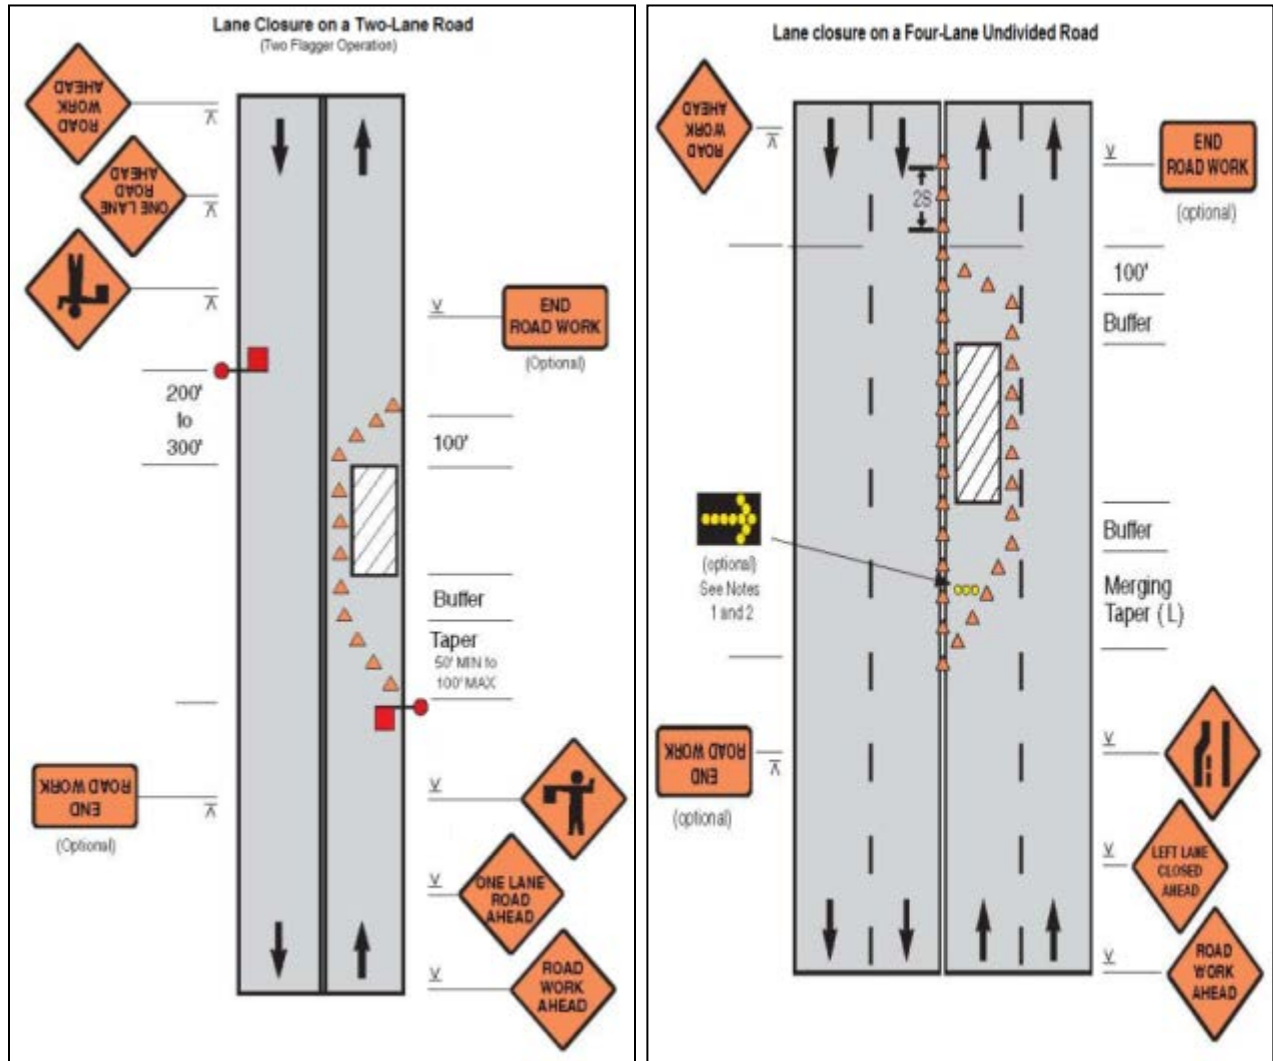 Lane Closure on a Two-Lane Road
(Two Flagger Operation)
ROAD
WORK
AHEAD
ONE LANE
ROAD
AHEAD
END
ROAD WORK
(Optional)
200'
to
300'
100'
Buffer
Taper
50' MIN to
100' MAX
END
ROAD WORK
(Optional)
ONE LANE
ROAD
AHEAD
ROAD
WORK
AHEAD
Lane closure on a Four-Lane Undivided Road
ROAD
WORK
AHEAD
END
ROAD WORK
(optional)
2S
100'
Buffer
(optional)
See Notes
1 and 2
Buffer
Merging
Taper (L)
END
ROAD WORK
(optional)
LEFT LANE
CLOSED
AHEAD
ROAD
WORK
AHEAD